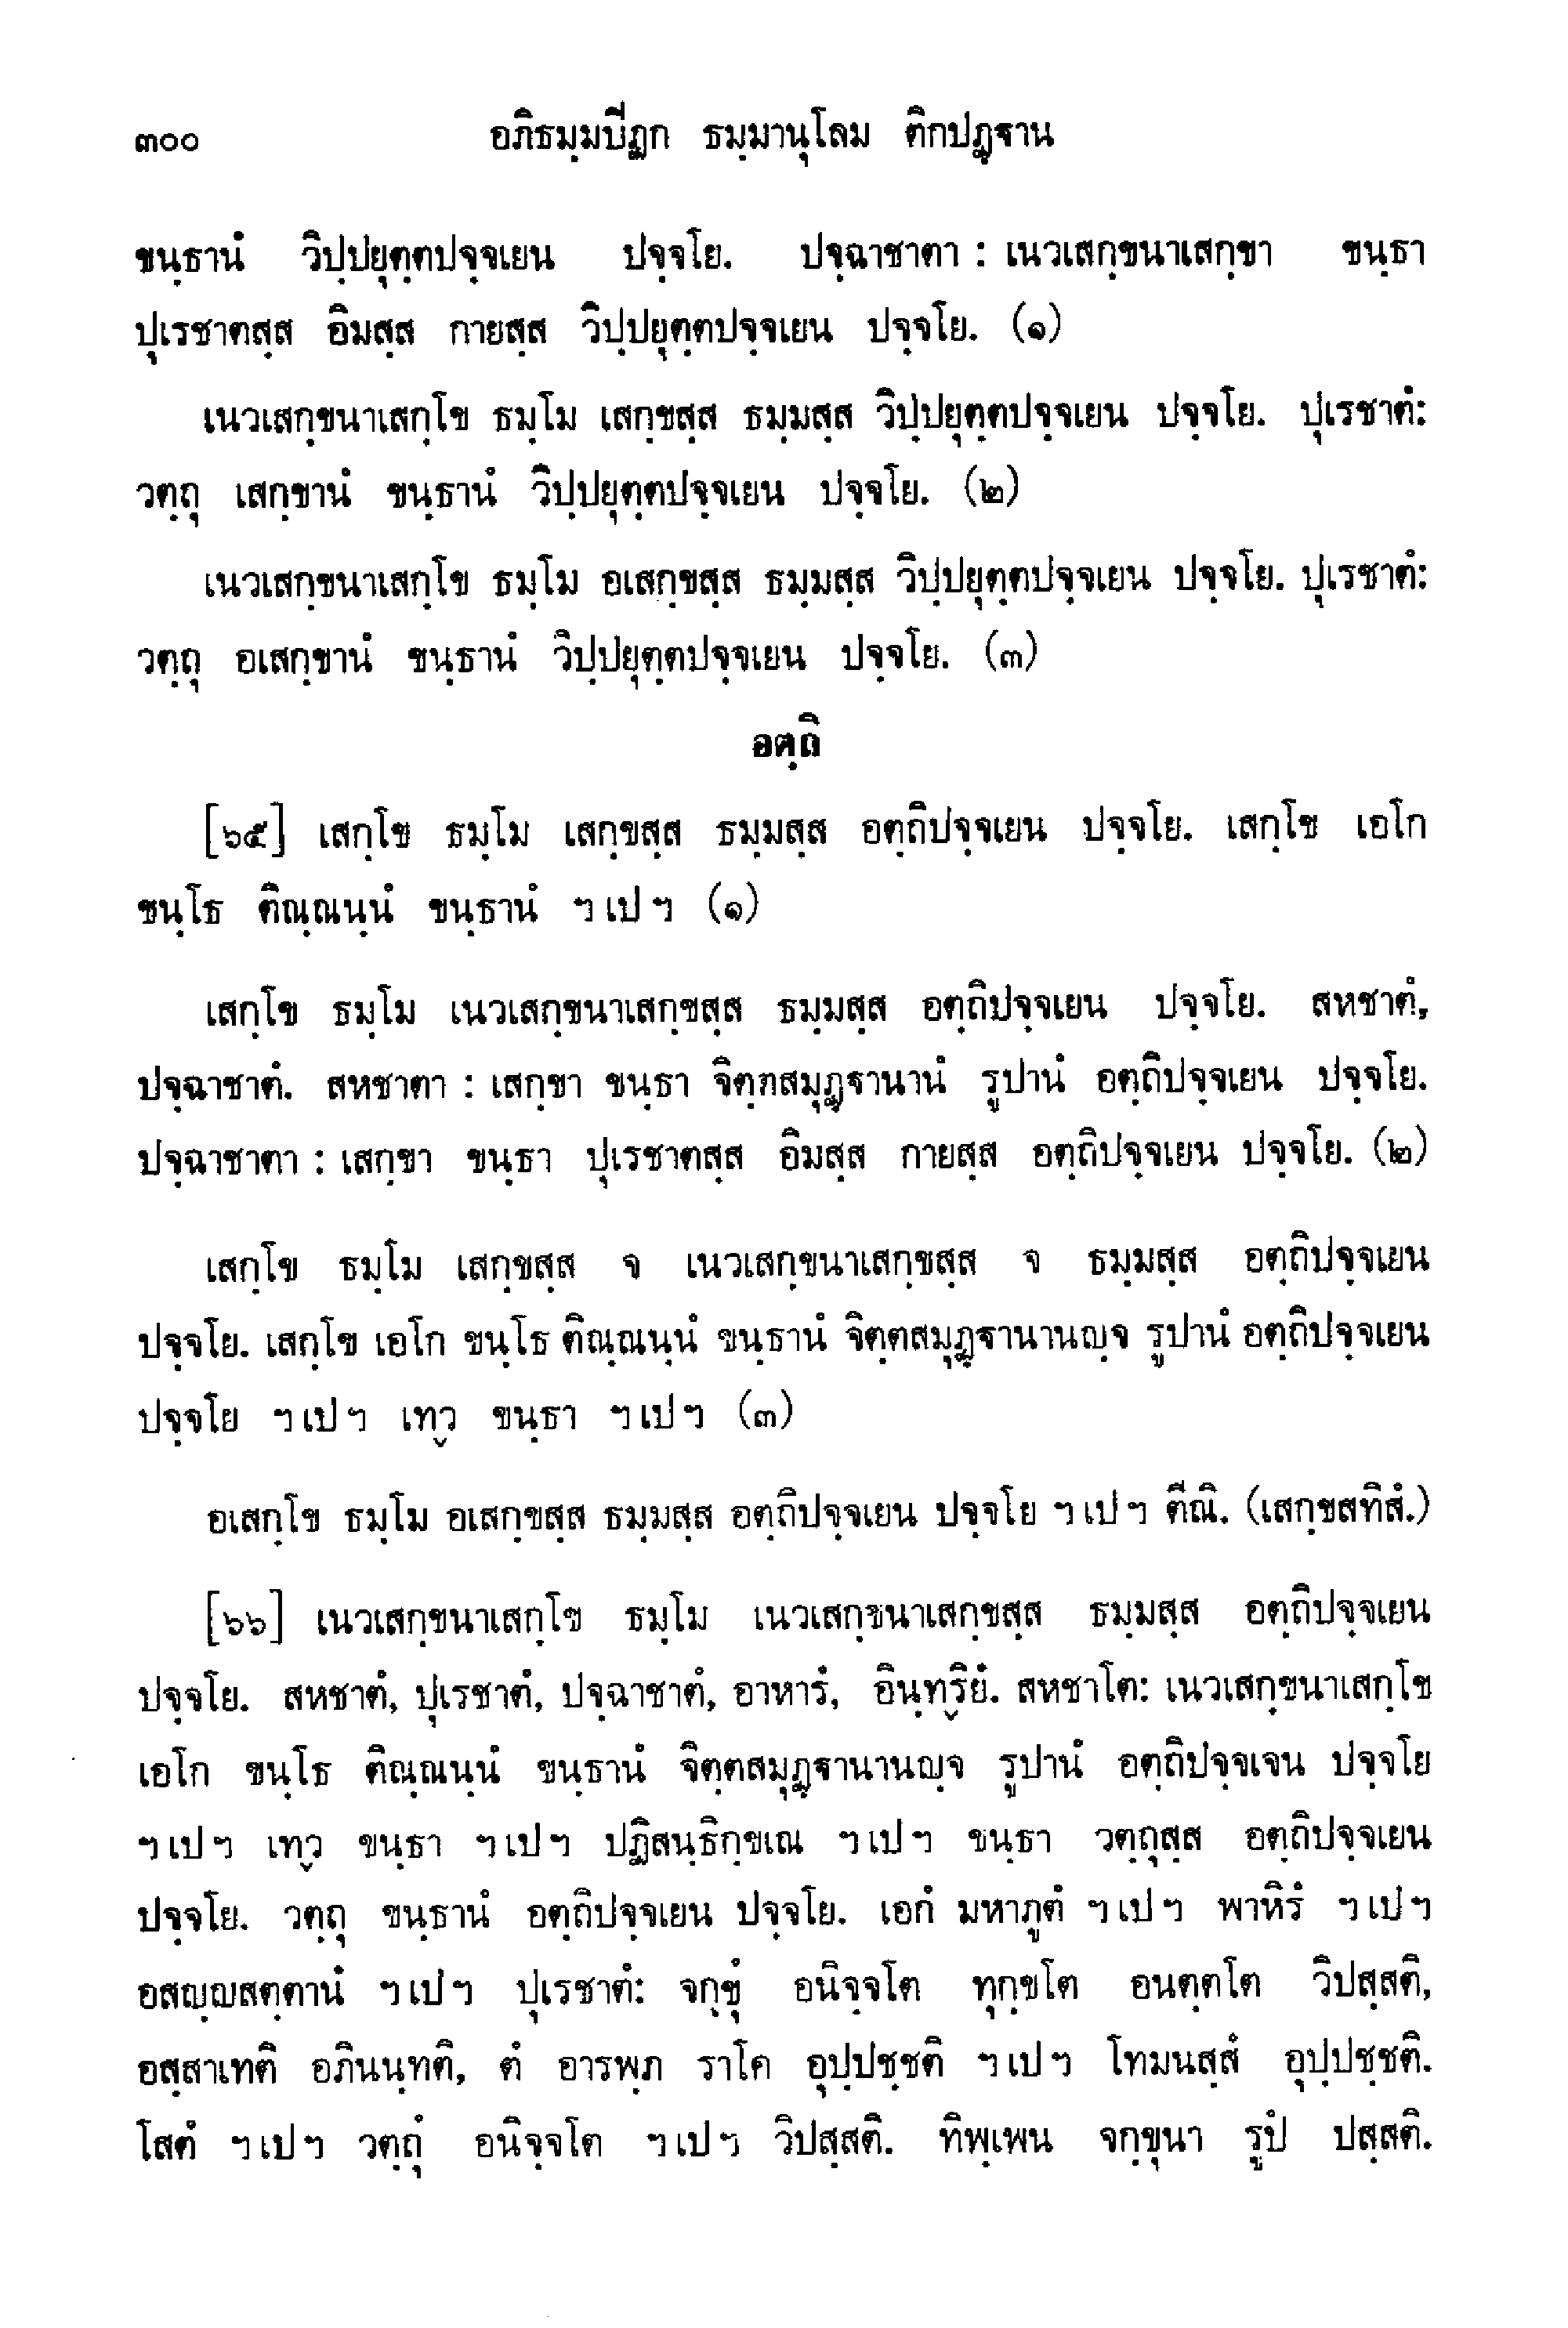 ๓๐๐ อภิธมฺมปิฏก ธมฺมานุโลม ติกปฏฺฐาน
ขนฺธานํ วิปฺปยุตฺตปจฺจเยน ปจฺจโย. ปจฺฉาชาตา : เนวเสกฺขนาเสกฺขา ขนฺธา
ปุเรชาตสฺส อิมสฺส กายสฺส วิปฺปยุตฺตปจฺจเยน ปจฺจโย. (๑)
เนวเสกฺขนาเสกฺโข ธมฺโม เสกฺขสฺส ธมฺมสฺส วิปฺปยุตฺตปจฺจเยน ปจฺจโย. ปุเรชาตํ:
วตฺถุ เสกฺขานํ ขนฺธานํ วิปฺปยุตฺตปจฺจเยน ปจฺจโย. (๒)
เนวเสกฺขนาเสกฺโข ธมฺโม อเสกฺขสฺส ธมฺมสฺส วิปฺปยุตฺตปจฺจเยน ปจฺจโย. ปุเรชาตํ:
วตฺถุ อเสกฺขานํ ขนฺธานํ วิปฺปยุตฺตปจฺจเยน ปจฺจโย. (๓)
อตฺถิ
[๖๕] เสกฺโข ธมฺโม เสกฺขสฺส ธมฺมสฺส อตฺถิปจฺจเยน ปจฺจโย. เสกฺโข เอโก
ขนฺโธ ติณฺณนฺนํ ขนฺธานํ ฯเปฯ (๑)
เสกฺโข ธมฺโม เนวเสกฺขนาเสกฺขสฺส ธมฺมสฺส อตฺถิปจฺจเยน ปจฺจโย. สหชาตํ,
ปจฺฉาชาตํ. สหชาตา : เสกฺขา ขนฺธา จิตฺตสมุฏฺฐานานํ รูปานํ อตฺถิปจฺจเยน ปจฺจโย.
ปจฺฉาชาตา : เสกฺขา ขนฺธา ปุเรชาตสฺส อิมสฺส กายสฺส อตฺถิปจฺจเยน ปจฺจโย. (๒)
เสกฺโข ธมฺโม เสกฺขสฺส จ เนวเสกฺขนาเสกฺขสฺส จ ธมฺมสฺส อตฺถิปจฺจเยน
ปจฺจโย. เสกฺโข เอโก ขนฺโธ ติณฺณนฺนํ ขนฺธานํ จิตฺตสมุฏฺฐานานญฺจ รูปานํ อตฺถิปจฺจเยน
ปจฺจโย ฯเปฯ เทฺว ขนฺธา ฯเปฯ (๓)
อเสกฺโข ธมฺโม อเสกฺขสฺส ธมฺมสฺส อตฺถิปจฺจเยน ปจฺจโย ฯเปฯ ตีณิ. (เสกฺขสทิสํ.)
[๖๖] เนวเสกฺขนาเสกฺโข ธมฺโม เนวเสกฺขนาเสกฺขสฺส ธมฺมสฺส อตฺถิปจฺจเยน
ปจฺจโย. สหชาตํ, ปุเรชาตํ, ปจฺฉาชาตํ, อาหารํ, อินฺทฺริยํ. สหชาโต: เนวเสกฺขนาเสกฺโข
เอโก ขนฺโธ ติณฺณนฺนํ ขนฺธานํ จิตฺตสมุฏฺฐานานญฺจ รูปานํ อตฺถิปจฺจเจน ปจฺจโย
ฯเปฯ เทฺว ขนฺธา ฯเปฯ ปฏิสนฺธิกฺขเณ ฯเปฯ ขนฺธา วตฺถุสฺส อตฺถิปจฺจเยน
ปจฺจโย. วตฺถุ ขนฺธานํ อตฺถิปจฺจเยน ปจฺจโย. เอกํ มหาภูตํ ฯเปฯ พาหิรํ ฯเปฯ
อสญฺญสตฺตานํ ฯเปฯ ปุเรชาตํ: จกฺขุํ อนิจฺจโต ทุกฺขโต อนตฺตโต วิปสฺสติ,
อสฺสาเทติ อภินนฺทติ, ตํ อารพฺภ ราโค อุปฺปชฺชติ ฯเปฯ โทมนสฺสํ อุปฺปชฺชติ.
โสตํ ฯเปฯ วตฺถุํ อนิจฺจโต ฯเปฯ วิปสฺสติ. ทิพฺเพน จกฺขุนา รูปํ ปสฺสติ.